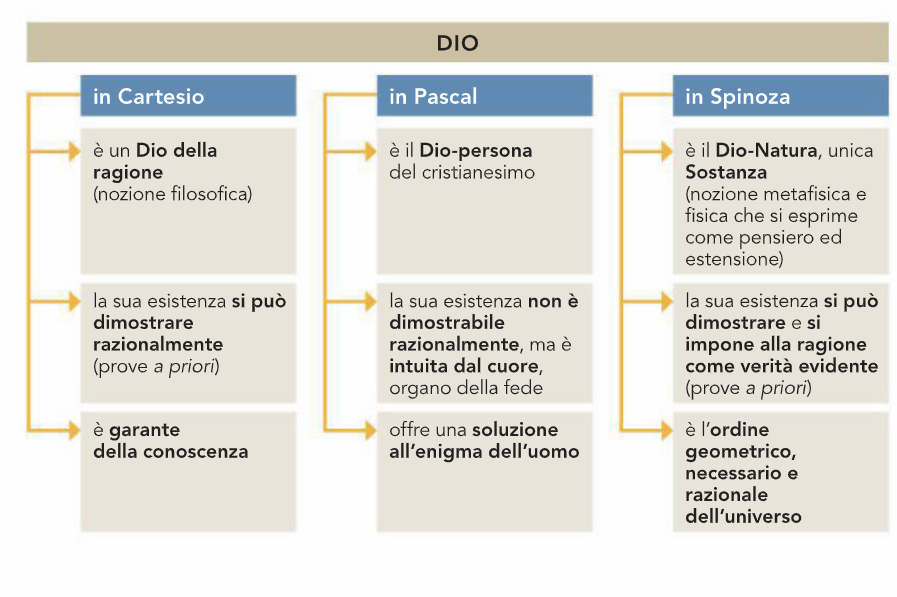 DIO
in Cartesio
è un Dio della
ragione
(nozione filosofica)
la sua esistenza si può
dimostrare
razionalmente
(prove a priori)
è garante
della conoscenza
in Pascal
è il Dio-persona
del cristianesimo
la sua esistenza non è
dimostrabile
razionalmente, ma è
intuita dal cuore,
organo della fede
offre una soluzione
all'enigma dell'uomo
in Spinoza
è il Dio-Natura, unica
Sostanza
(nozione metafisica e
fisica che si esprime
come pensiero ed
estensione)
la sua esistenza si può
dimostrare e si
impone alla ragione
come verità evidente
(prove a priori)
è l'ordine
geometrico,
necessario e
razionale
dell'universo